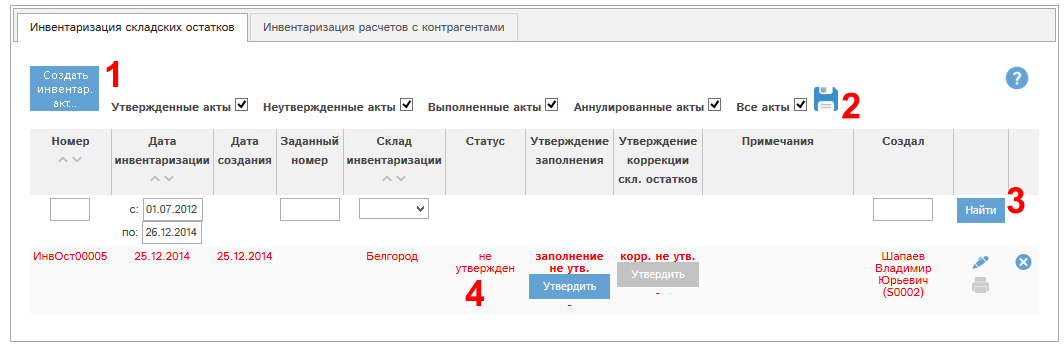 Инвентаризация складских остатков
Инвентаризация расчетов с контрагентами
Создать
инвентар.
акт...
1
Утвержденные акты
Неутвержденные акты
Выполненные акты
Аннулированные акты
Все акты
2
?
Номер
Дата
инвентаризации
Дата
создания
Заданный
номер
Склад
инвентаризации
Статус
Утверждение
заполнения
Утверждение
коррекции
скл. остатков
Примечания
Создал
с: 01.07.2012
по: 26.12.2014
Найти
3
ИнвОст00005
25.12.2014
25.12.2014
Белгород
не
утвержден
4
заполнение
не утв.
Утвердить
-
корр. не утв.
Утвердить
-
Шапаев
Владимир
Юрьевич
(S0002)